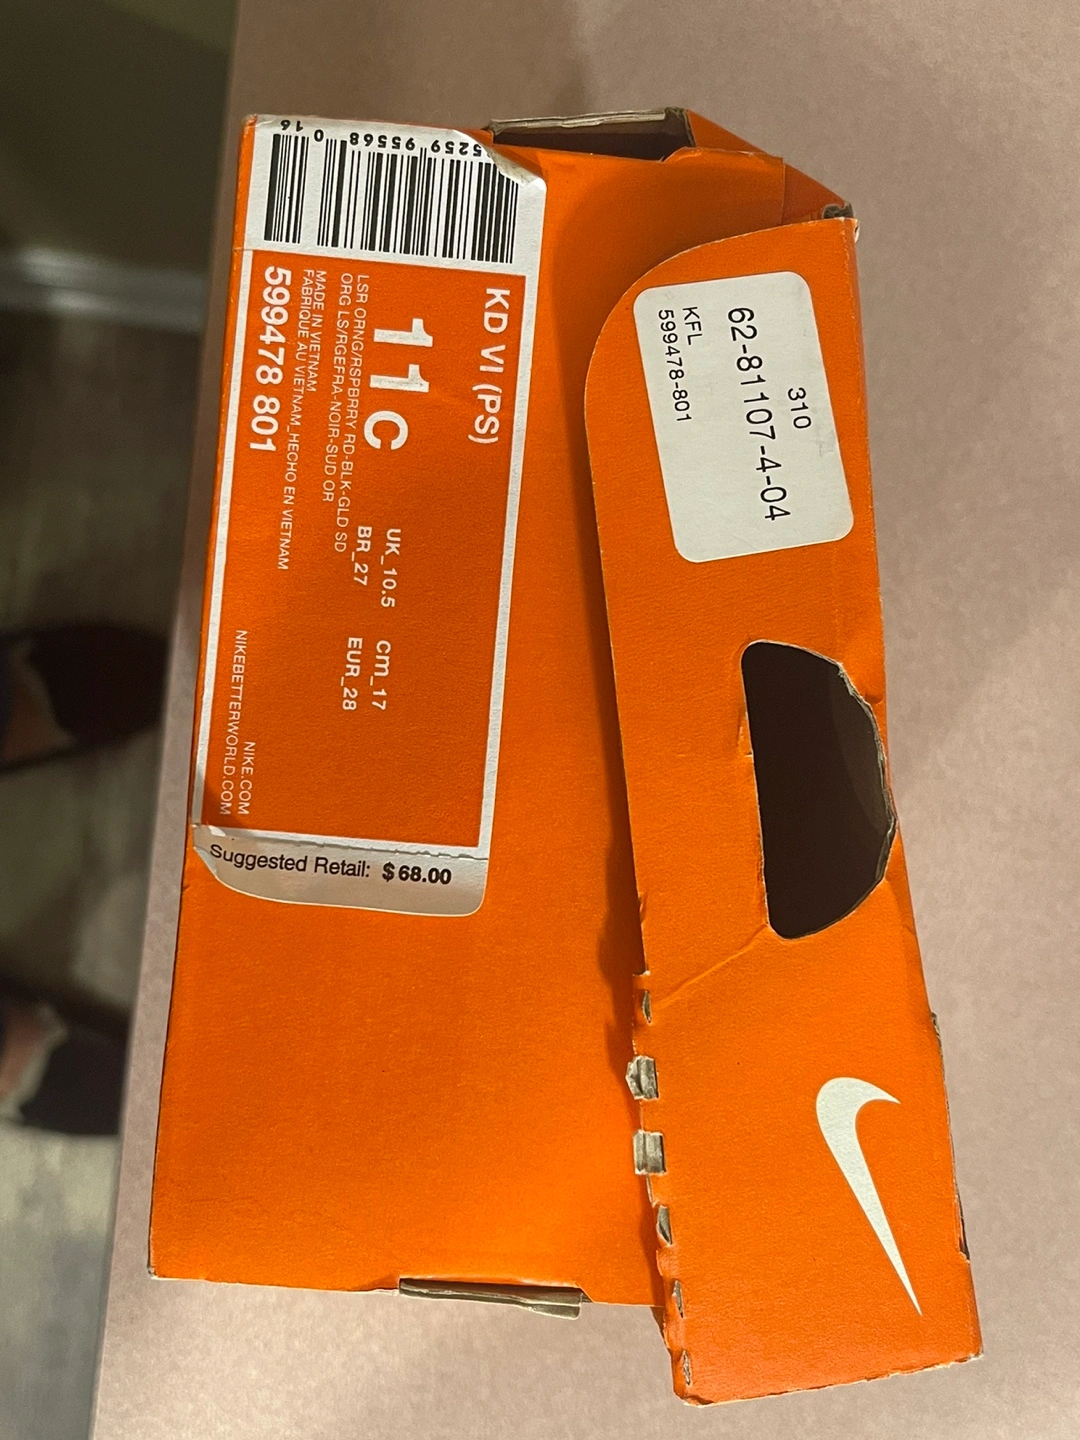 5259 95568 016
KD VI (PS)
11C
UK_10.5 cm_17
BR_27 EUR_28
LSR ORNG/RSPBRRY RD-BLK-GLD SD
ORG LS/RGEFRA-NOIR-SUD OR
MADE IN VIETNAM
FABRIQUE AU VIETNAM_HECHO EN VIETNAM
599478 801
NIKE.COM
NIKEBETTERWORLD.COM
Suggested Retail: $68.00
310
62-81107-4-04
KFL
599478-801